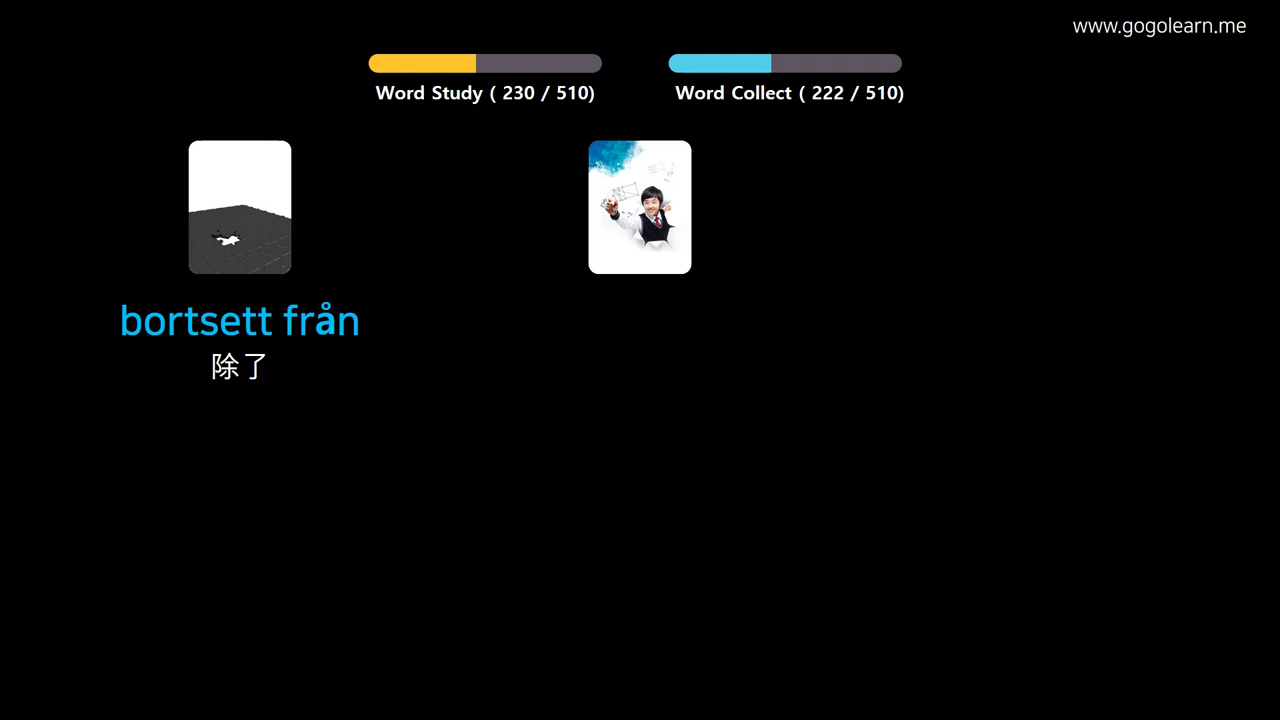 www.gogolearn.me
Word Study ( 230 / 510)
Word Collect ( 222 / 510)
bortsett från
除了